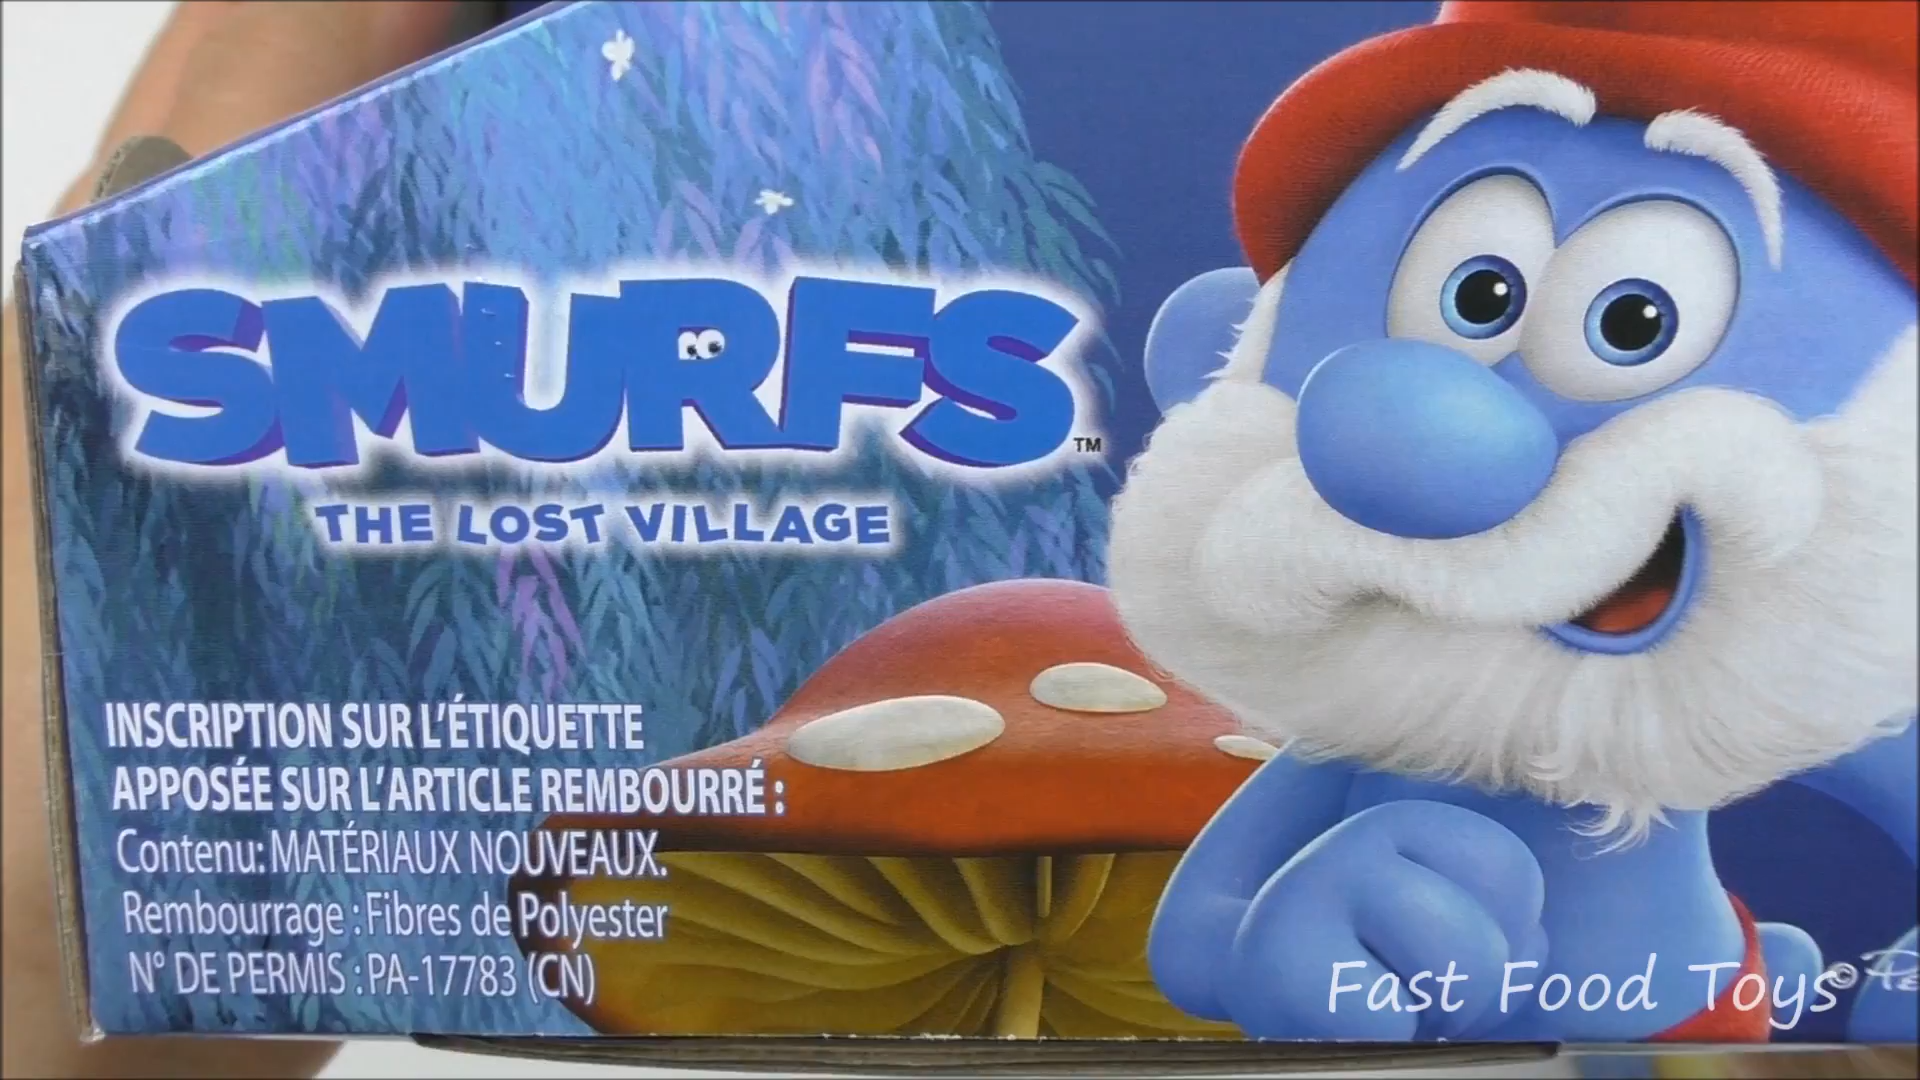 SMURFS™
THE LOST VILLAGE
INSCRIPTION SUR L'ÉTIQUETTE
APPOSÉE SUR L'ARTICLE REMBOURRÉ :
Contenu: MATÉRIAUX NOUVEAUX.
Rembourrage : Fibres de Polyester
N° DE PERMIS : PA-17783 (CN)
Fast Food Toys
©